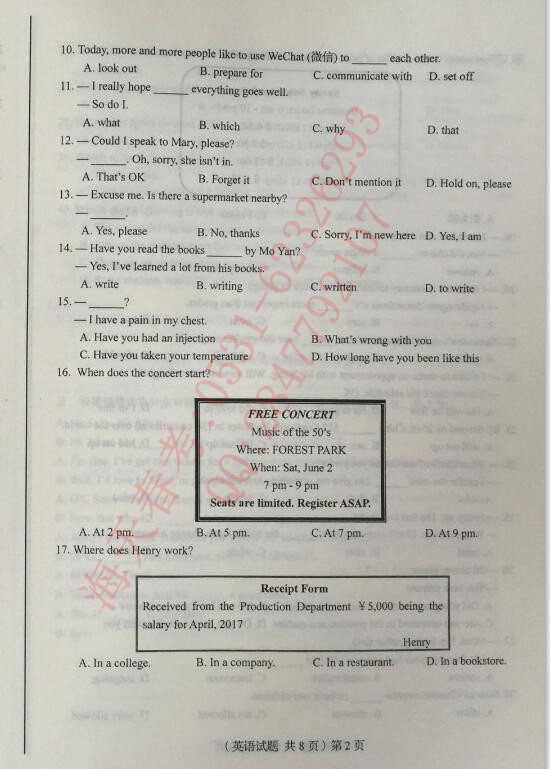 10. Today, more and more people like to use WeChat (微信) to ______ each other.
A. look out B. prepare for C. communicate with D. set off
11. — I really hope ______ everything goes well.
— So do I.
A. what B. which C. why D. that
12. — Could I speak to Mary, please?
— ______. Oh, sorry, she isn't in.
A. That's OK B. Forget it C. Don't mention it D. Hold on, please
13. — Excuse me. Is there a supermarket nearby?
— ______.
A. Yes, please B. No, thanks C. Sorry, I'm new here D. Yes, I am
14. — Have you read the books ______ by Mo Yan?
— Yes, I've learned a lot from his books.
A. write B. writing C. written D. to write
15. — ______?
— I have a pain in my chest.
A. Have you had an injection B. What's wrong with you
C. Have you taken your temperature D. How long have you been like this
16. When does the concert start?
FREE CONCERT
Music of the 50's
Where: FOREST PARK
When: Sat, June 2
7 pm - 9 pm
Seats are limited. Register ASAP.
A. At 2 pm. B. At 5 pm. C. At 7 pm. D. At 9 pm.
17. Where does Henry work?
Receipt Form
Received from the Production Department ￥5,000 being the
salary for April, 2017
Henry
A. In a college. B. In a company. C. In a restaurant. D. In a bookstore.
(英语试题 共 8 页) 第 2 页
海天春考:0531-62326293
QQ:2847792107